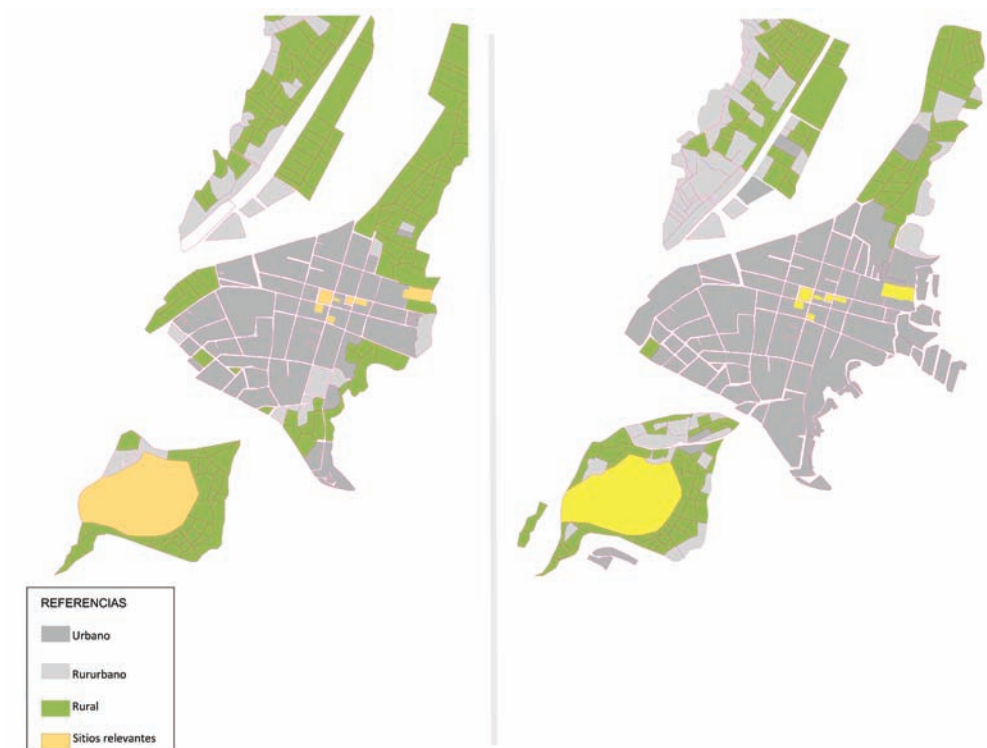 REFERENCIAS
Urbano
Rururbano
Rural
Sitios relevantes